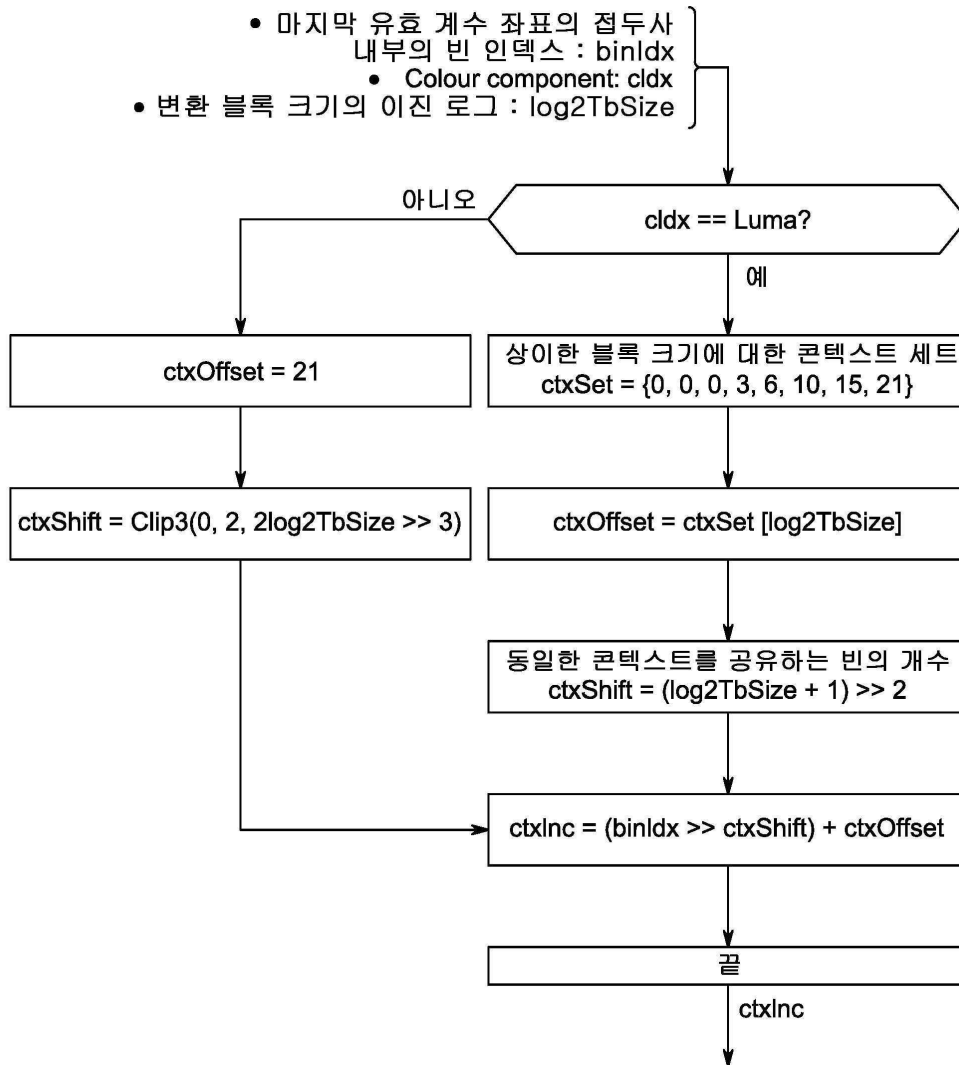 • 마지막 유효 계수 좌표의 접두사
내부의 빈 인덱스 : binIdx
• Colour component: cIdx
• 변환 블록 크기의 이진 로그 : log2TbSize
아니오
cIdx == Luma?
예
ctxOffset = 21
상이한 블록 크기에 대한 콘텍스트 세트
ctxSet = {0, 0, 0, 3, 6, 10, 15, 21}
ctxShift = Clip3(0, 2, 2log2TbSize >> 3)
ctxOffset = ctxSet [log2TbSize]
동일한 콘텍스트를 공유하는 빈의 개수
ctxShift = (log2TbSize + 1) >> 2
ctxInc = (binIdx >> ctxShift) + ctxOffset
끝
ctxInc